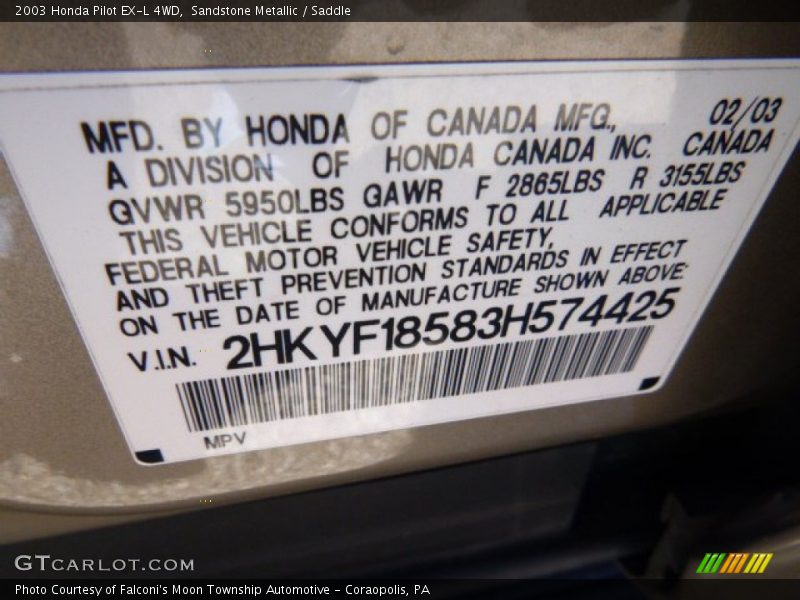 2003 Honda Pilot EX-L 4WD,  Sandstone Metallic / Saddle
MFD. BY HONDA OF CANADA MFG., 02/03
A DIVISION OF HONDA CANADA INC. CANADA
GVWR 5950LBS GAWR F 2865LBS R 3155LBS
THIS VEHICLE CONFORMS TO ALL APPLICABLE
FEDERAL MOTOR VEHICLE SAFETY,
AND THEFT PREVENTION STANDARDS IN EFFECT
ON THE DATE OF MANUFACTURE SHOWN ABOVE.
V.I.N. 2HKYF18583H574425
MPV
GTCARLOT.COM
Photo Courtesy of Falconi's Moon Township Automotive - Coraopolis, PA